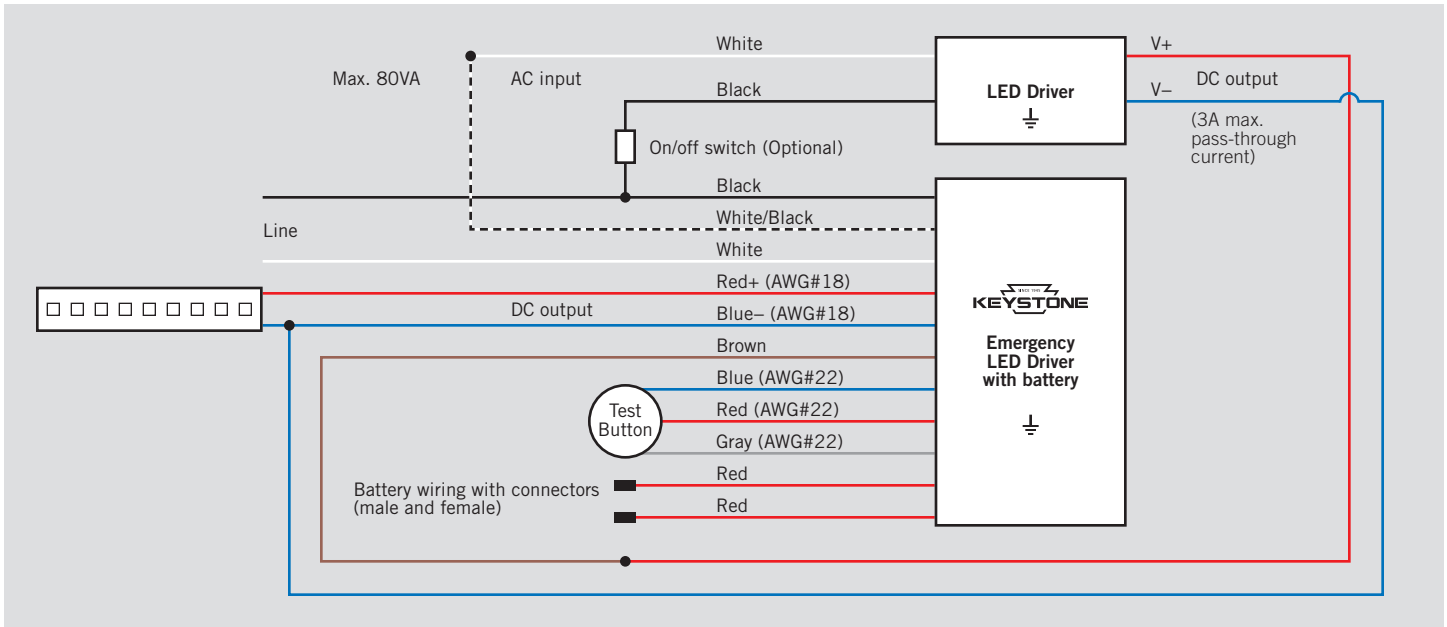 White
V+
Max. 80VA
AC input
DC output
Black
LED Driver
V–
(3A max.
pass-through
current)
On/off switch (Optional)
Black
White/Black
Line
White
Red+ (AWG#18)
SINCE 1945
KEYSTONE
DC output
Blue– (AWG#18)
Brown
Emergency
LED Driver
with battery
Blue (AWG#22)
Test
Button
Red (AWG#22)
Gray (AWG#22)
Red
Battery wiring with connectors
(male and female)
Red